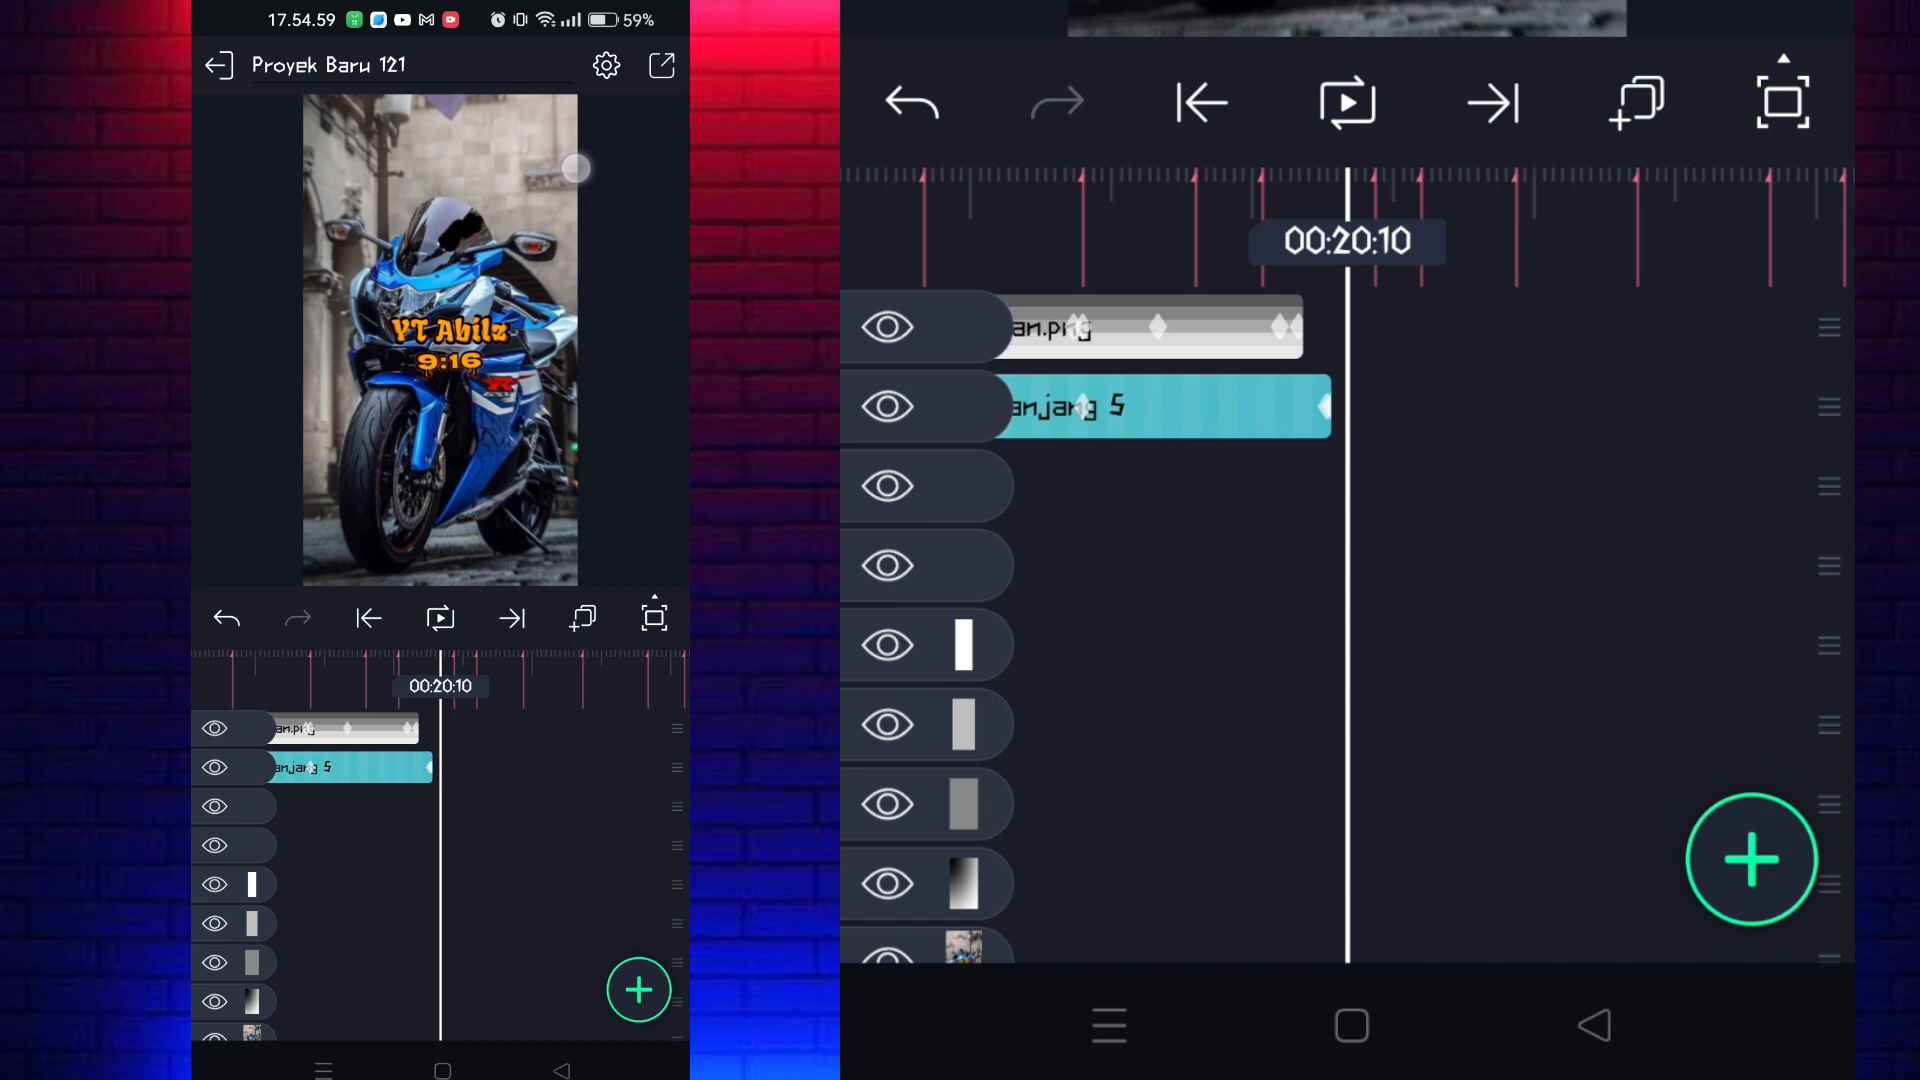 17.54.59
59%
Proyek Baru 121
YT Abilz
9:16
R
00:20:10
an.png
anjang 5
00:20:10
an.png
anjang 5